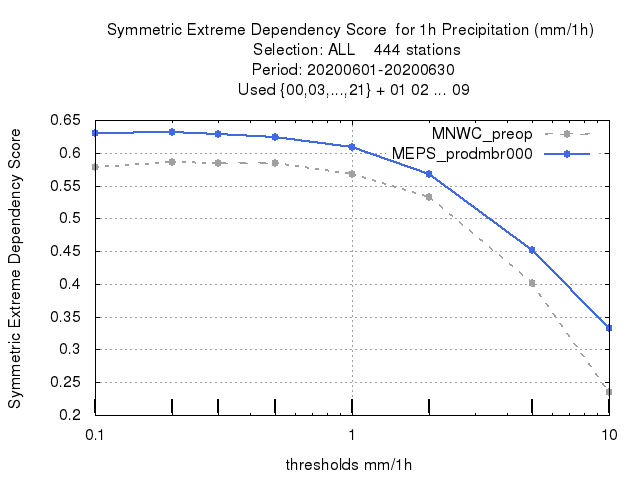 Symmetric Extreme Dependency Score for 1h Precipitation (mm/1h)
Selection: ALL 444 stations
Period: 20200601-20200630
Used {00,03,...,21} + 01 02 ... 09
MNWC_preop
MEPS_prodmbr000
Symmetric Extreme Dependency Score
0.65
0.6
0.55
0.5
0.45
0.4
0.35
0.3
0.25
0.2
0.1
1
10
thresholds mm/1h